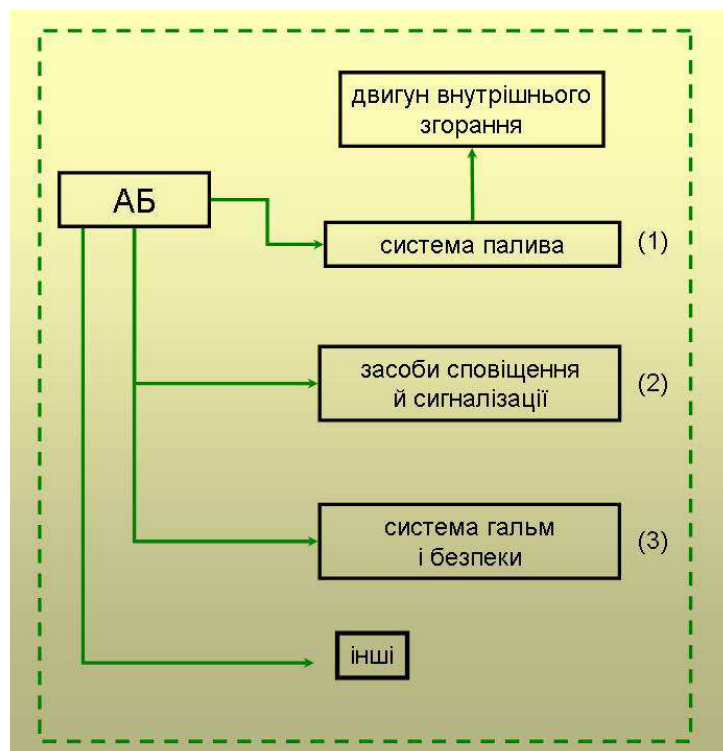 двигун внутрішнього
згорання
АБ
система палива
(1)
засоби сповіщення
й сигналізації
(2)
система гальм
і безпеки
(3)
інші